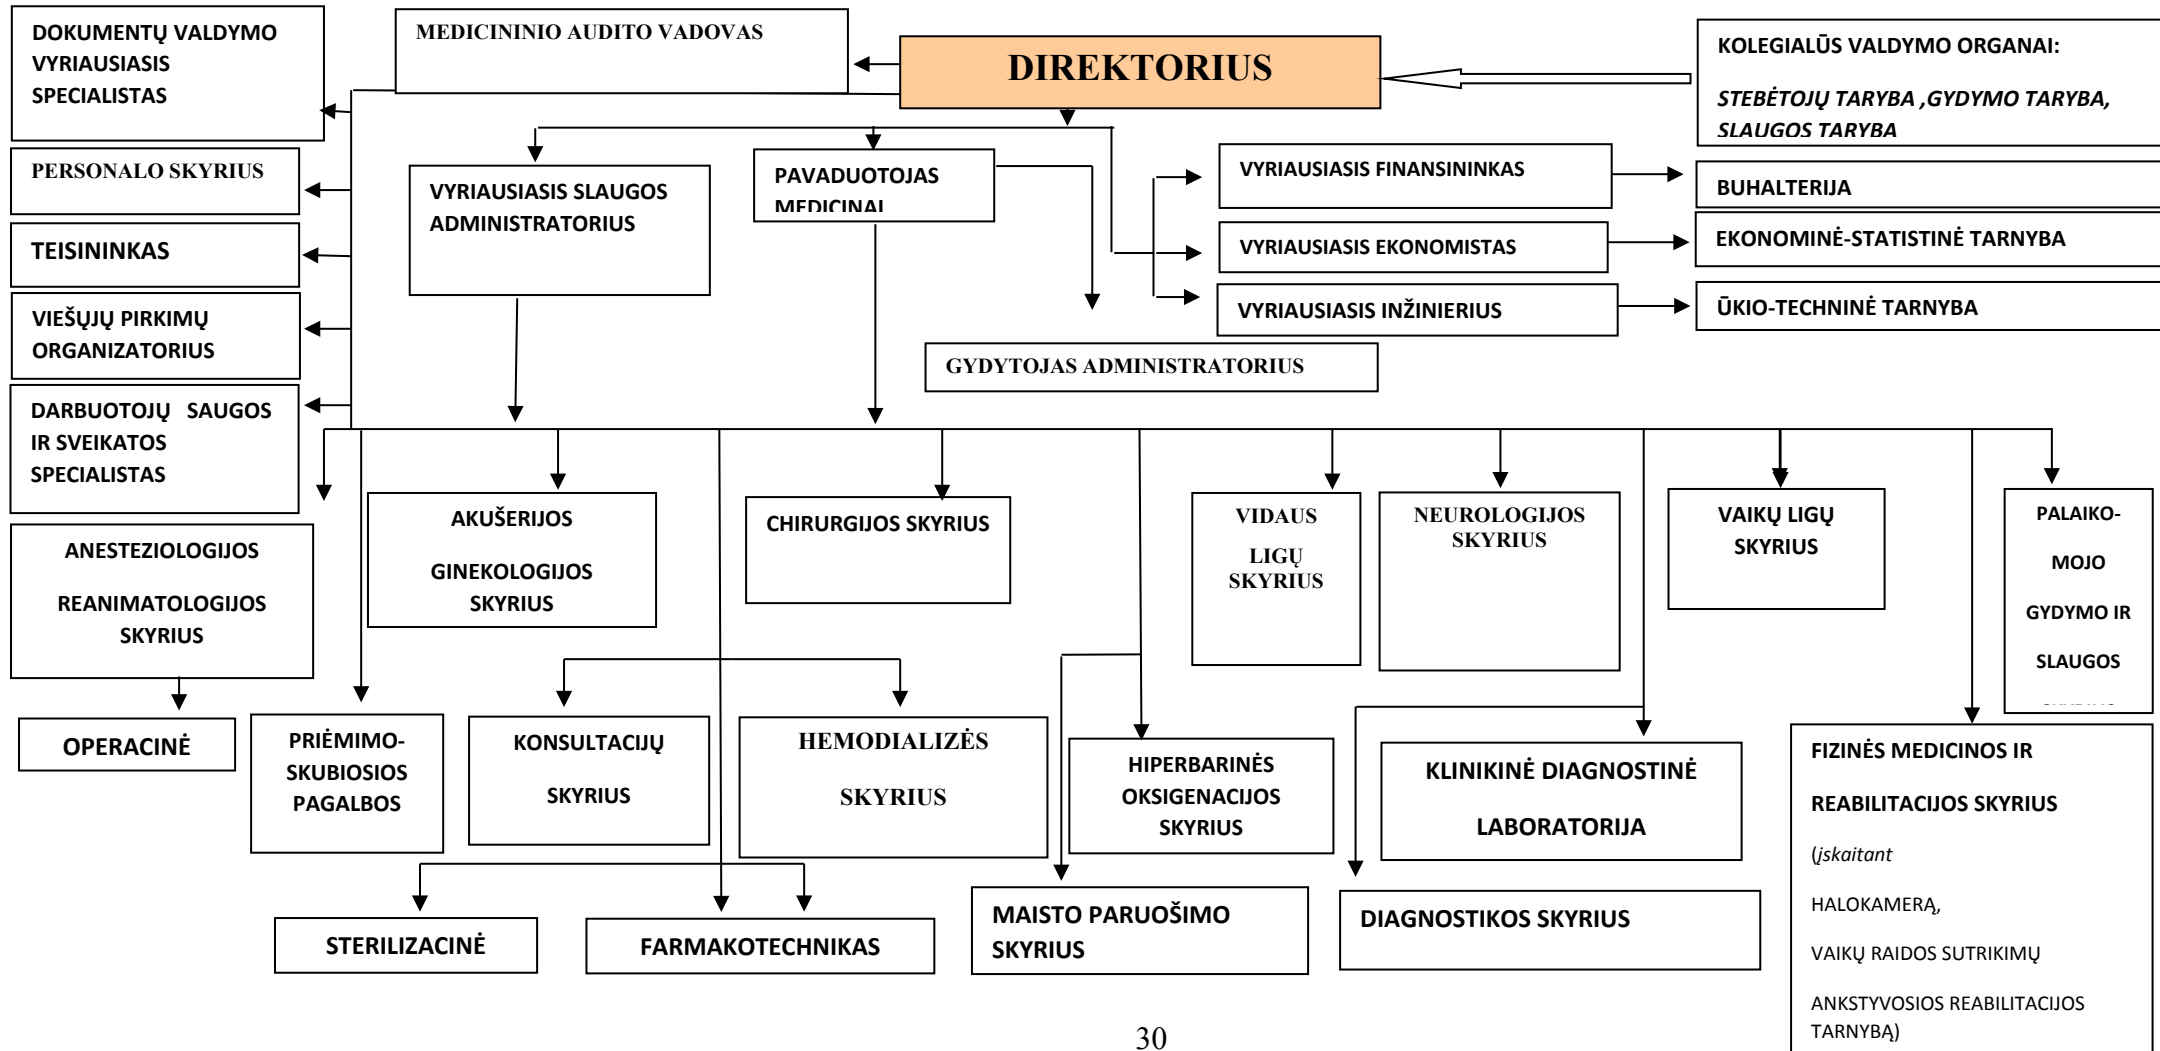 DOKUMENTŲ VALDYMO
VYRIAUSIASIS
SPECIALISTAS
MEDICININIO AUDITO VADOVAS
DIREKTORIUS
KOLEGIALŪS VALDYMO ORGANAI:
STEBĖTOJŲ TARYBA ,GYDYMO TARYBA,
SLAUGOS TARYBA
PERSONALO SKYRIUS
VYRIAUSIASIS SLAUGOS
ADMINISTRATORIUS
PAVADUOTOJAS
MEDICINAI
VYRIAUSIASIS FINANSININKAS
BUHALTERIJA
TEISININKAS
VYRIAUSIASIS EKONOMISTAS
EKONOMINĖ-STATISTINĖ TARNYBA
VIEŠŲJŲ PIRKIMŲ
ORGANIZATORIUS
VYRIAUSIASIS INŽINIERIUS
ŪKIO-TECHNINĖ TARNYBA
GYDYTOJAS ADMINISTRATORIUS
DARBUOTOJŲ SAUGOS
IR SVEIKATOS
SPECIALISTAS
ANESTEZIOLOGIJOS
REANIMATOLOGIJOS
SKYRIUS
AKUŠERIJOS
GINEKOLOGIJOS
SKYRIUS
CHIRURGIJOS SKYRIUS
VIDAUS
LIGŲ
SKYRIUS
NEUROLOGIJOS
SKYRIUS
VAIKŲ LIGŲ
SKYRIUS
PALAIKO-
MOJO
GYDYMO IR
SLAUGOS
OPERACINĖ
PRIĖMIMO-
SKUBIOSIOS
PAGALBOS
KONSULTACIJŲ
SKYRIUS
HEMODIALIZĖS
SKYRIUS
HIPERBARINĖS
OKSIGENACIJOS
SKYRIUS
KLINIKINĖ DIAGNOSTINĖ
LABORATORIJA
FIZINĖS MEDICINOS IR
REABILITACIJOS SKYRIUS
(įskaitant
HALOKAMERĄ,
VAIKŲ RAIDOS SUTRIKIMŲ
ANKSTYVOSIOS REABILITACIJOS
TARNYBĄ)
STERILIZACINĖ
FARMAKOTECHNIKAS
MAISTO PARUOŠIMO
SKYRIUS
DIAGNOSTIKOS SKYRIUS
30